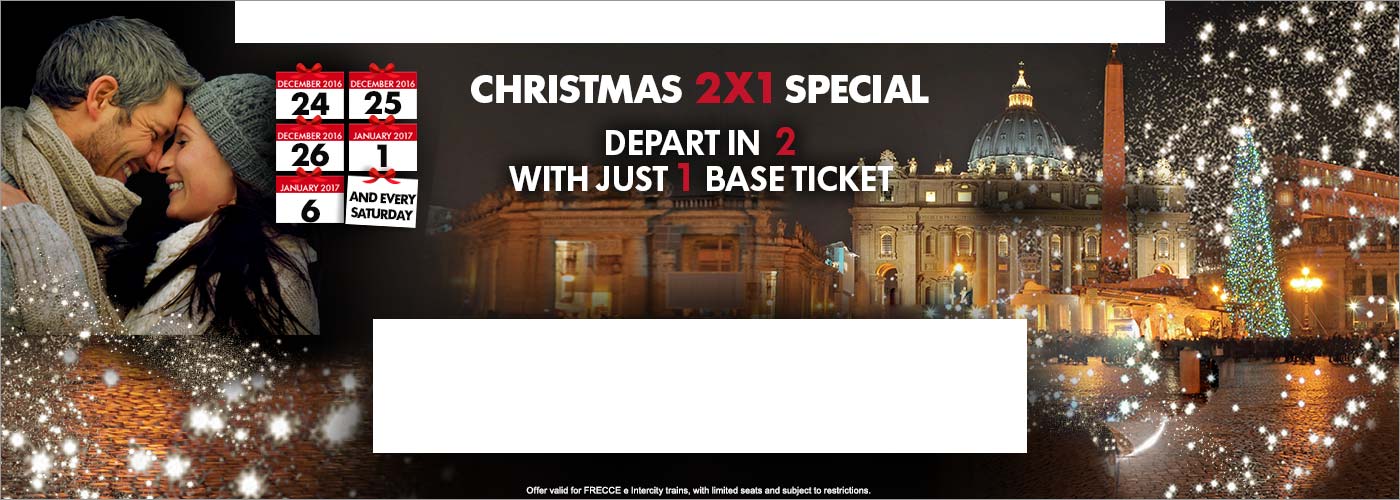 DECEMBER 2016
24
DECEMBER 2016
25
DECEMBER 2016
26
JANUARY 2017
1
JANUARY 2017
6
AND EVERY
SATURDAY
CHRISTMAS 2X1 SPECIAL
DEPART IN 2
WITH JUST 1 BASE TICKET
Offer valid for FRECCE e Intercity trains, with limited seats and subject to restrictions.